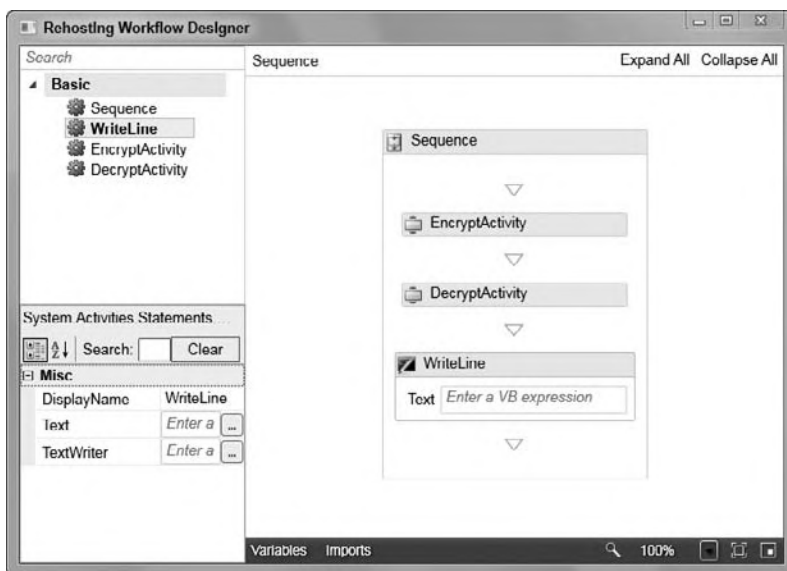 Rehosting Workflow Designer
Search
Basic
Sequence
WriteLine
EncryptActivity
DecryptActivity
System Activities Statements....
Search: Clear
Misc
DisplayName WriteLine
Text Enter a ...
TextWriter Enter a ...
Sequence Expand All Collapse All
Sequence
EncryptActivity
DecryptActivity
WriteLine
Text Enter a VB expression
Variables Imports 100%